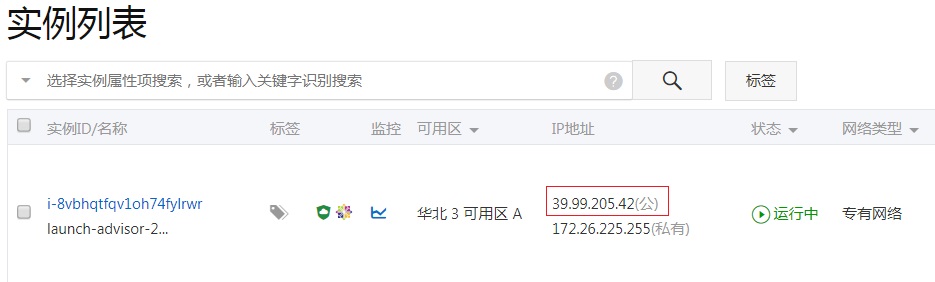 实例列表
选择实例属性项搜索，或者输入关键字识别搜索 ? 标签
实例ID/名称 标签 监控 可用区 IP地址 状态 网络类型
i-8vbhqtfqv1oh74fylrwr
launch-advisor-2...
华北 3 可用区 A
39.99.205.42(公)
172.26.225.255(私有)
运行中
专有网络